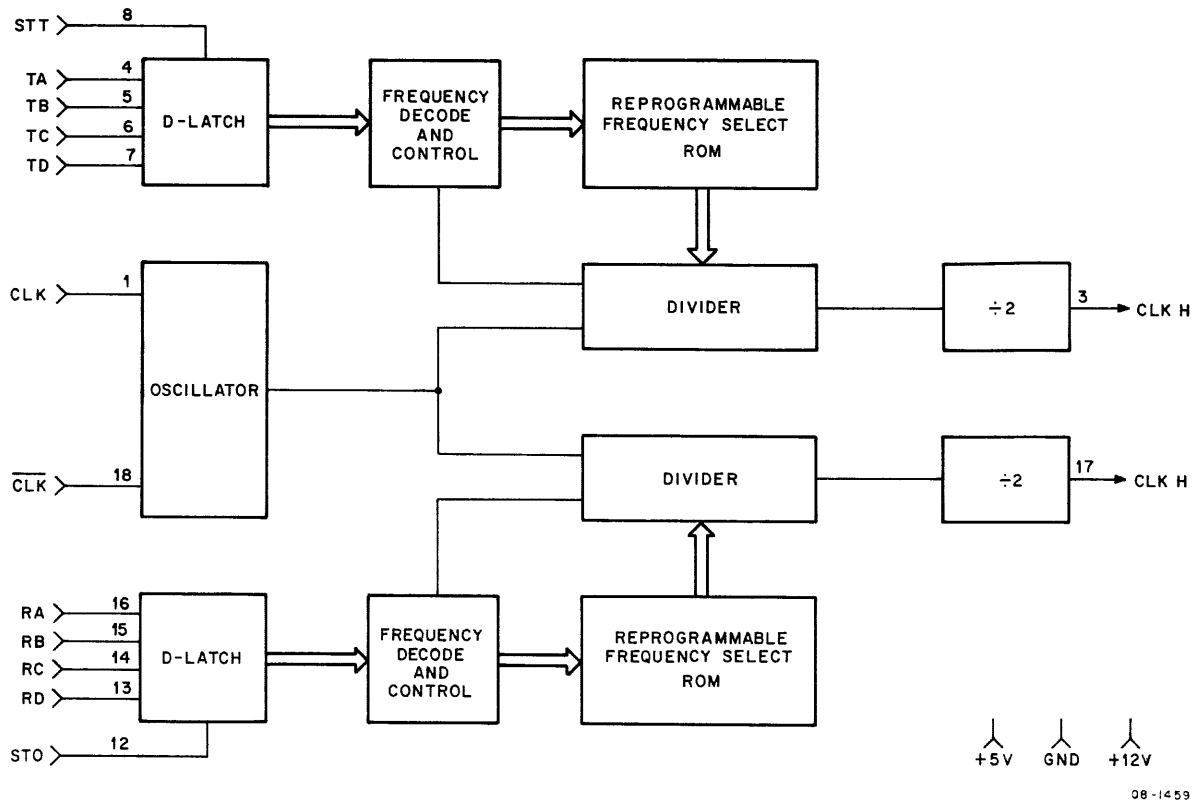 STT 8
TA 4
TB 5
TC 6
TD 7
D-LATCH
FREQUENCY
DECODE
AND
CONTROL
REPROGRAMMABLE
FREQUENCY SELECT
ROM
CLK 1
CLK 18
OSCILLATOR
DIVIDER
÷2
3 CLK H
DIVIDER
÷2
17 CLK H
RA 16
RB 15
RC 14
RD 13
STO 12
D-LATCH
FREQUENCY
DECODE
AND
CONTROL
REPROGRAMMABLE
FREQUENCY SELECT
ROM
+5V GND +12V
08-1459